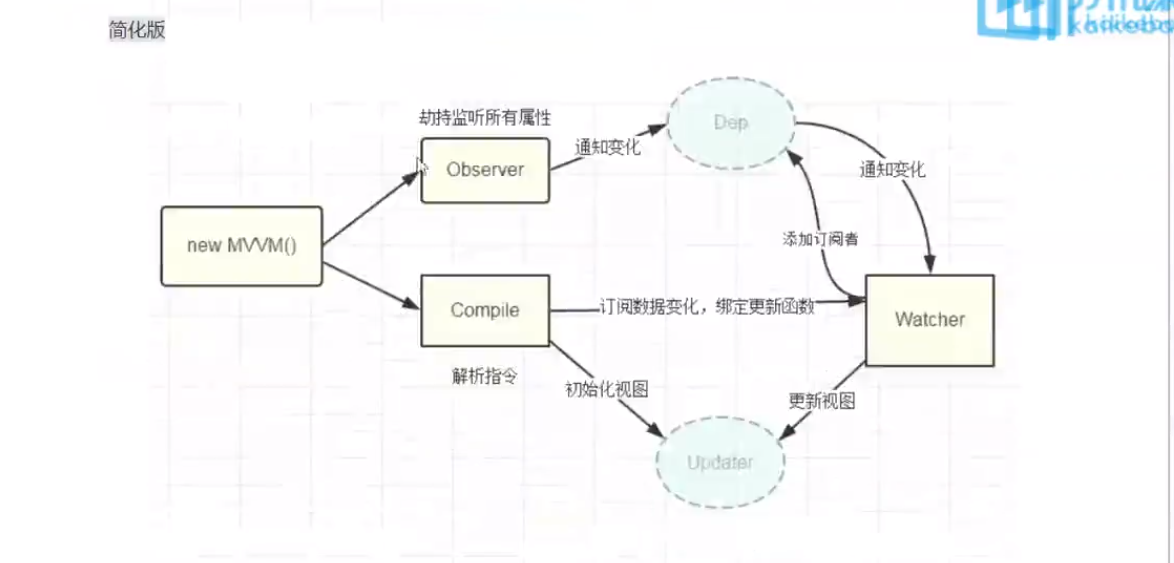 简化版
劫持监听所有属性
Observer
通知变化
Dep
通知变化
new MVVM()
添加订阅者
Compile
订阅数据变化，绑定更新函数
Watcher
解析指令
初始化视图
更新视图
Updater